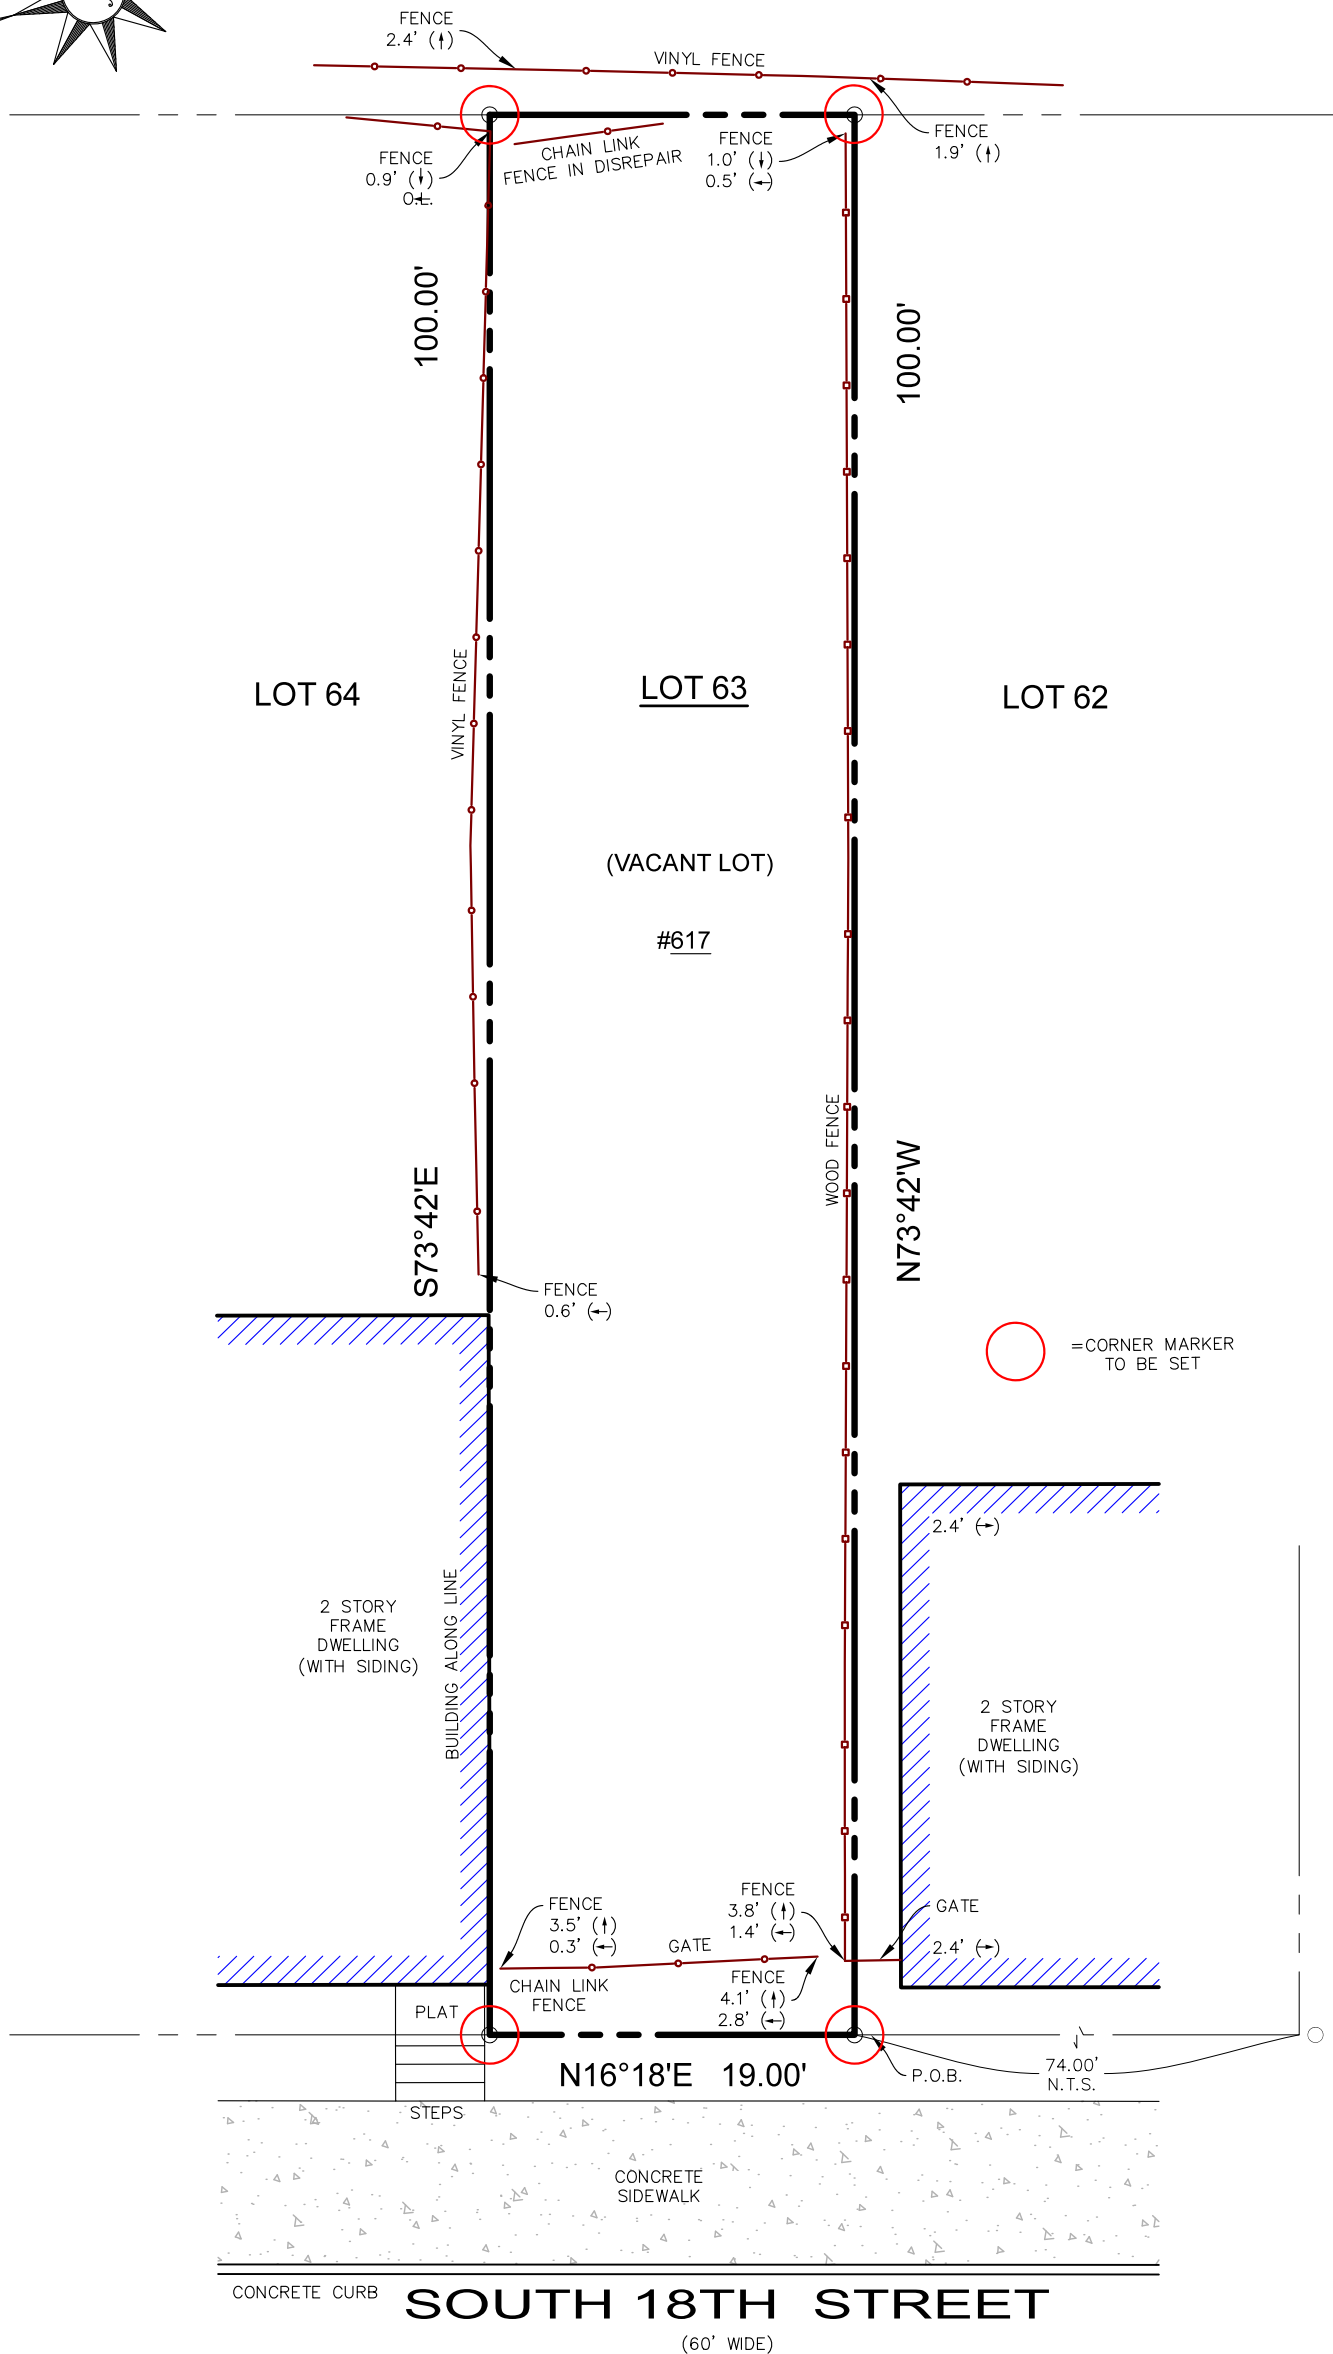 FENCE
2.4' (↑)
VINYL FENCE
FENCE
1.9' (↑)
FENCE
0.9' (↓)
O.L.
CHAIN LINK
FENCE IN DISREPAIR
FENCE
1.0' (↓)
0.5' (←)
100.00'
100.00'
VINYL FENCE
LOT 64
LOT 63
LOT 62
(VACANT LOT)
#617
WOOD FENCE
S73°42'E
N73°42'W
FENCE
0.6' (←)
=CORNER MARKER
TO BE SET
2.4' (→)
2 STORY
FRAME
DWELLING
(WITH SIDING)
BUILDING ALONG LINE
2 STORY
FRAME
DWELLING
(WITH SIDING)
FENCE
3.5' (↑)
0.3' (←)
GATE
FENCE
3.8' (↑)
1.4' (←)
GATE
2.4' (→)
CHAIN LINK
FENCE
FENCE
4.1' (↑)
2.8' (←)
PLAT
N16°18'E 19.00'
P.O.B.
74.00'
N.T.S.
STEPS
CONCRETE
SIDEWALK
CONCRETE CURB
SOUTH 18TH STREET
(60' WIDE)